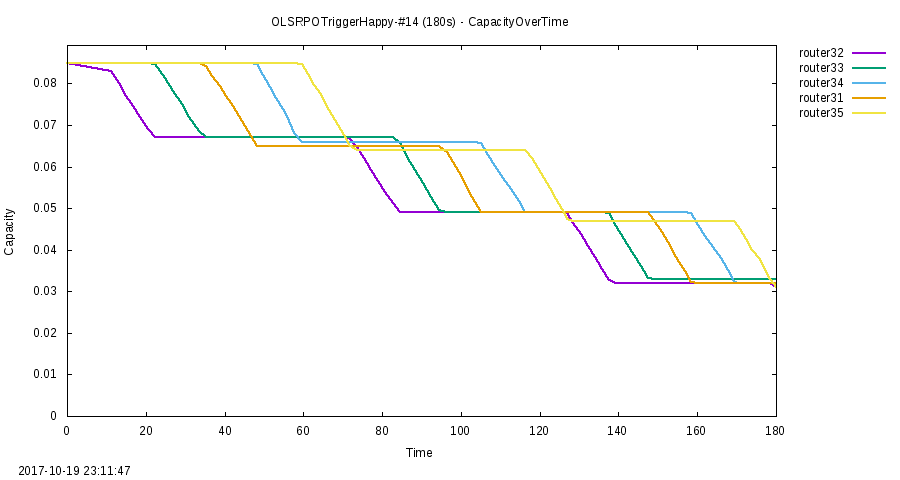 OLSRPOTriggerHappy-#14 (180s) - CapacityOverTime
router32
router33
router34
router31
router35
0.08
0.07
0.06
0.05
0.04
0.03
0.02
0.01
0
Capacity
0 20 40 60 80 100 120 140 160 180
Time
2017-10-19 23:11:47